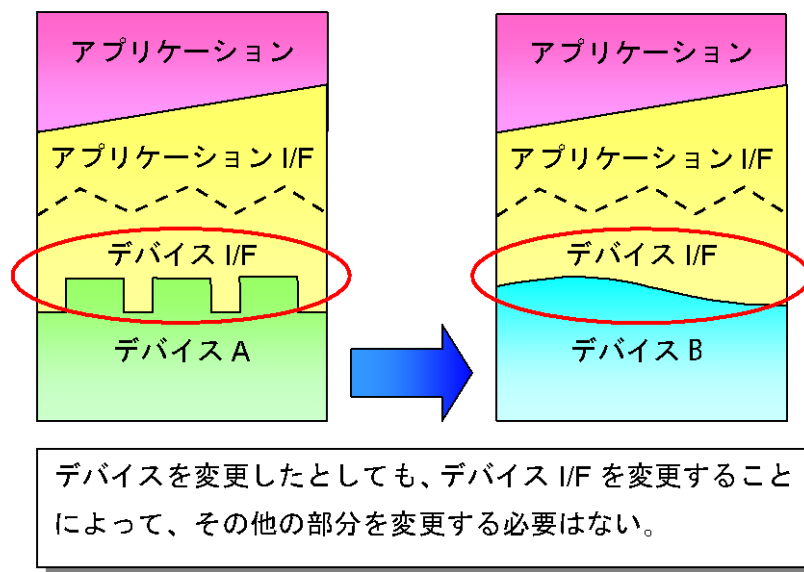 アプリケーション
アプリケーション I/F
デバイス I/F
デバイス A
アプリケーション
アプリケーション I/F
デバイス I/F
デバイス B
デバイスを変更したとしても、デバイス I/F を変更すること
によって、その他の部分を変更する必要はない。